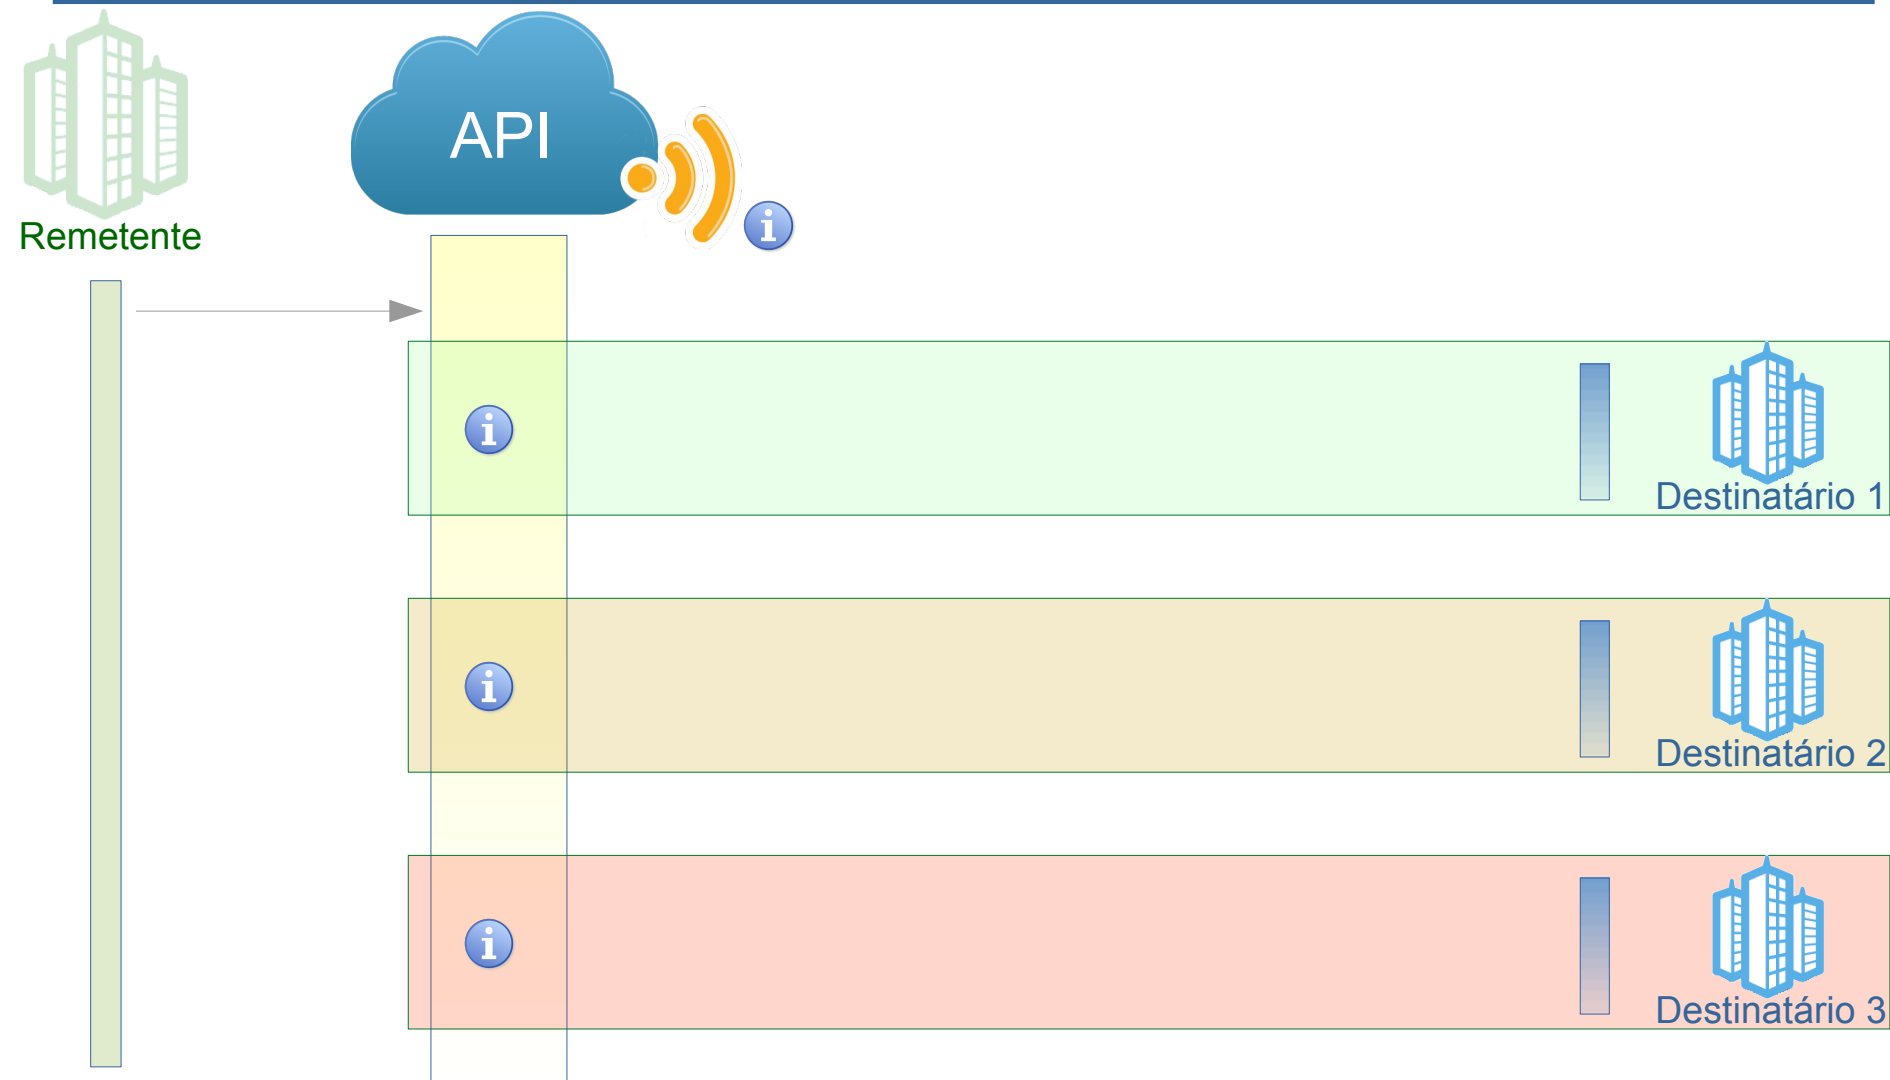 API
Remetente
Destinatário 1
Destinatário 2
Destinatário 3